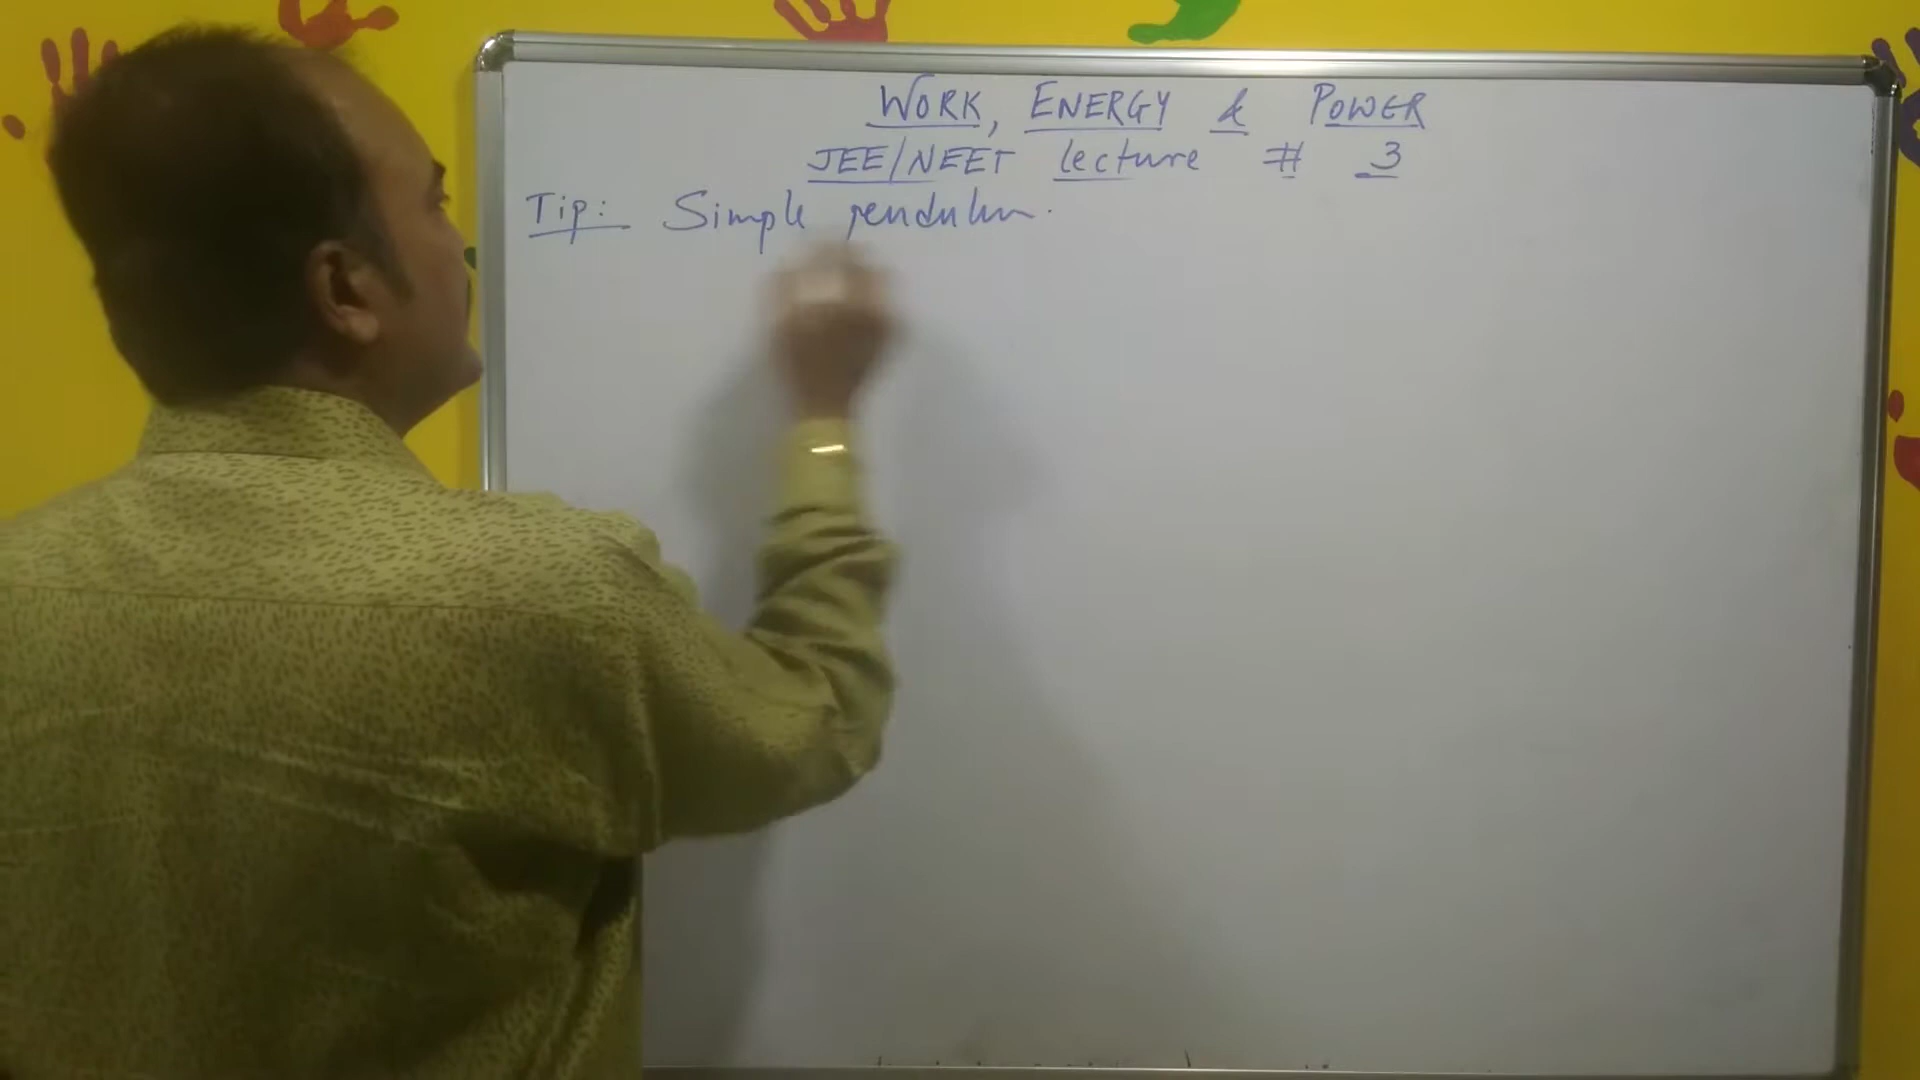 WORK, ENERGY & POWER
JEE/NEET lecture # 3
Tip: Simple pendulum.